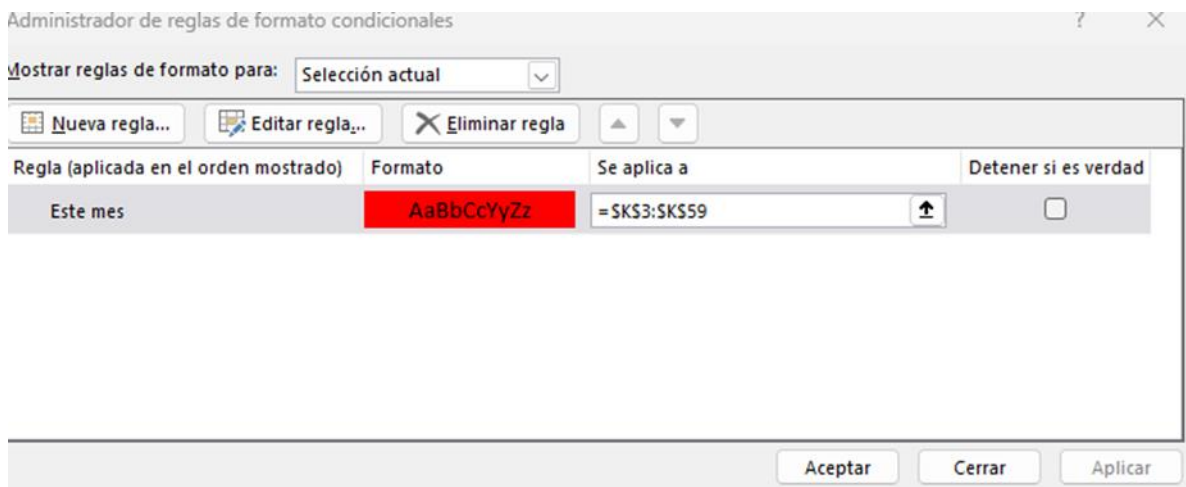 Administrador de reglas de formato condicionales ? ×
Mostrar reglas de formato para: Selección actual
Nueva regla... Editar regla... Eliminar regla
Regla (aplicada en el orden mostrado) Formato Se aplica a Detener si es verdad
Este mes AaBbCcYyZz =$K$3:$K$59
Aceptar Cerrar Aplicar